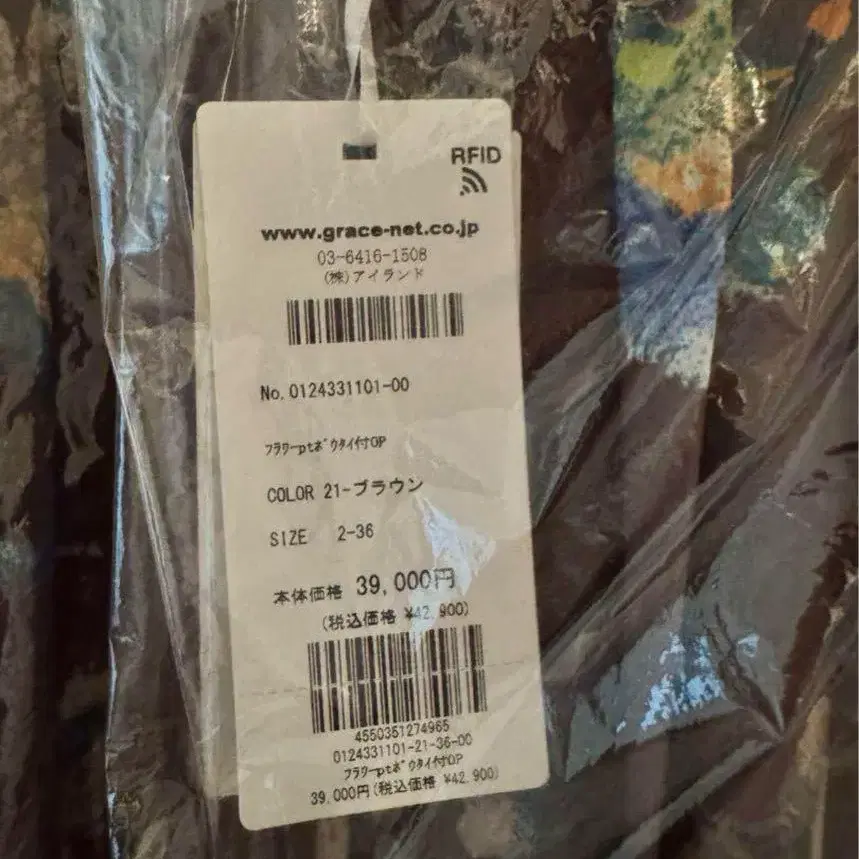 RFID
www.grace-net.co.jp
03-6416-1508
(株)アイランド
No.0124331101-00
フラワーptボウタイ付OP
COLOR 21-ブラウン
SIZE 2-36
本体価格 39,000円
(税込価格 ¥42,900)
4550351274965
0124331101-21-36-00
フラワーptボウタイ付OP
39,000円(税込価格 ¥42,900)